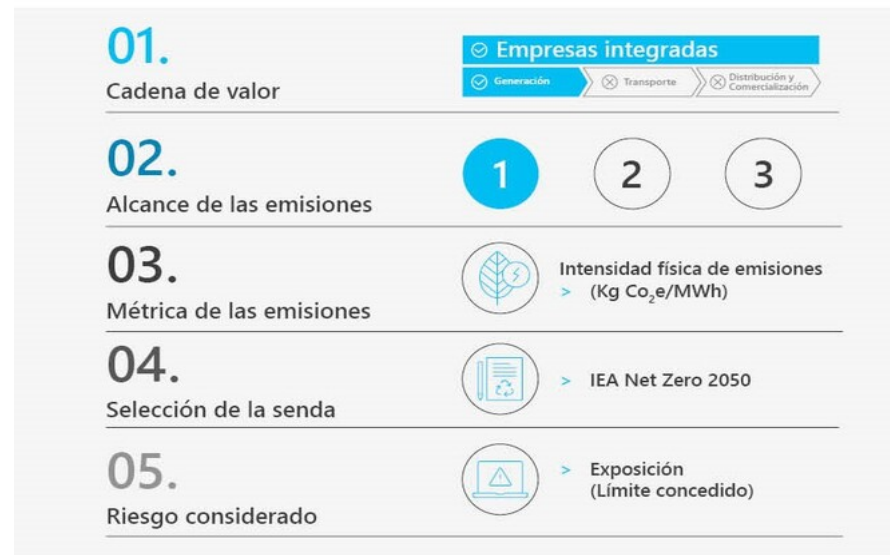 01.
Cadena de valor
Empresas integradas
Generación
Transporte
Distribución y
Comercialización
02.
Alcance de las emisiones
1
2
3
03.
Métrica de las emisiones
Intensidad física de emisiones
> (Kg Co₂e/MWh)
04.
Selección de la senda
> IEA Net Zero 2050
05.
Riesgo considerado
> Exposición
(Límite concedido)